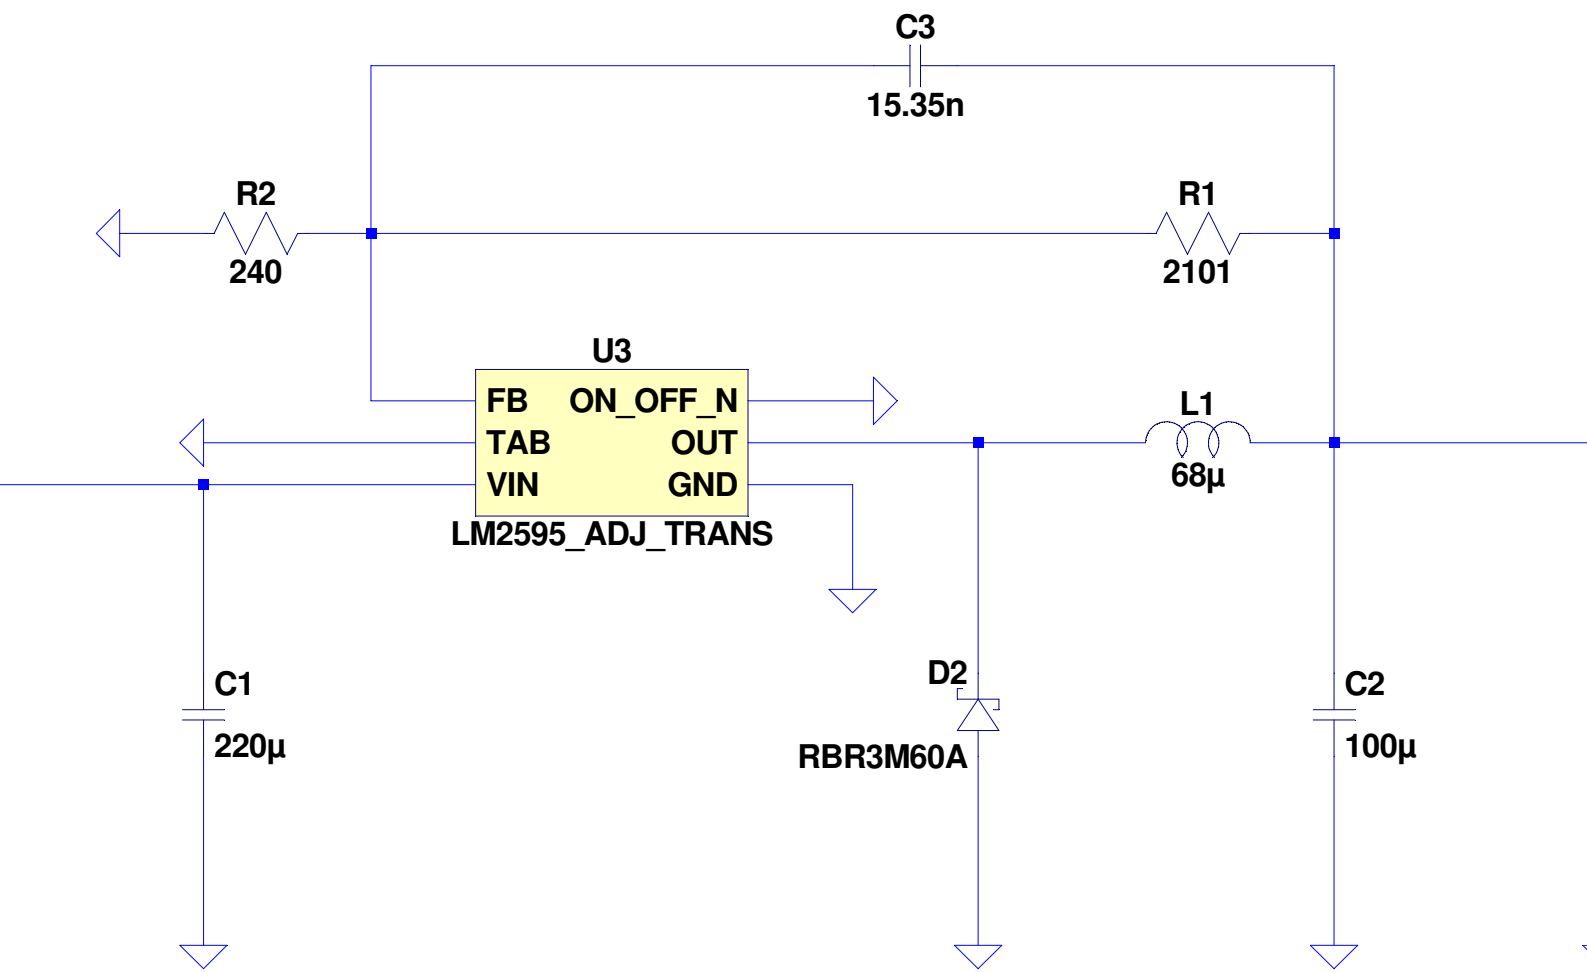 C3
15.35n
R2
240
R1
2101
U3
FB ON_OFF_N
TAB OUT
VIN GND
LM2595_ADJ_TRANS
L1
68µ
C1
220µ
D2
RBR3M60A
C2
100µ